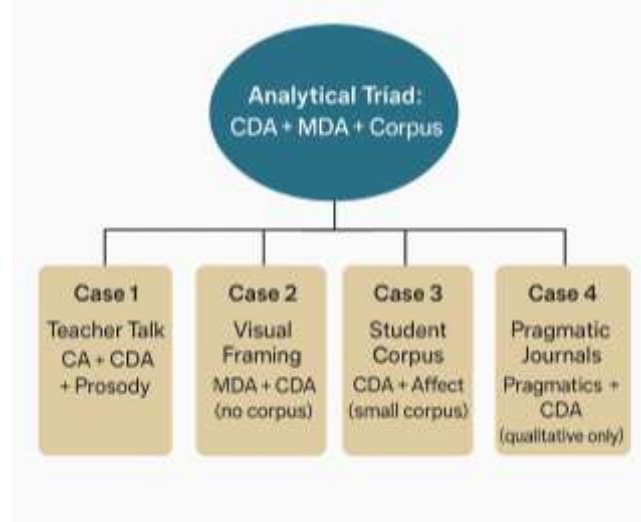 Analytical Triad:
CDA + MDA + Corpus
Case 1
Teacher Talk
CA + CDA
+ Prosody
Case 2
Visual
Framing
MDA + CDA
(no corpus)
Case 3
Student
Corpus
CDA + Affect
(small corpus)
Case 4
Pragmatic
Journals
Pragmatics +
CDA
(qualitative only)